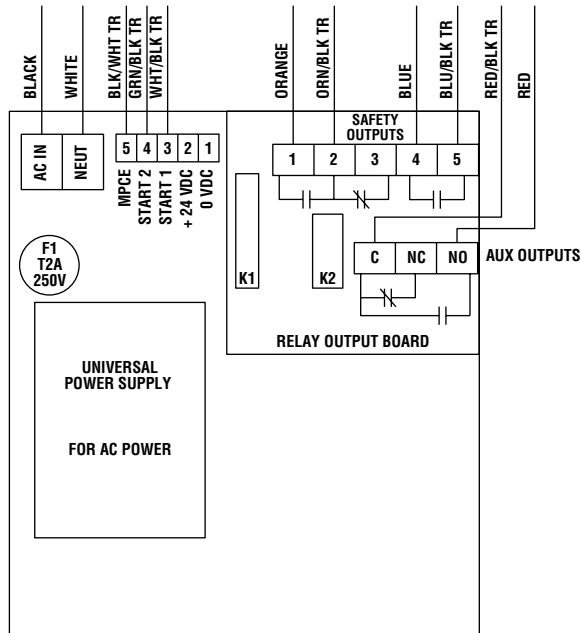 BLACK
WHITE
BLK/WHT TR
GRN/BLK TR
WHT/BLK TR
ORANGE
ORN/BLK TR
BLUE
BLU/BLK TR
RED/BLK TR
RED
AC IN
NEUT
5 4 3 2 1
MPCE
START 2
START 1
+ 24 VDC
0 VDC
SAFETY
OUTPUTS
1 2 3 4 5
K1
K2
C NC NO
AUX OUTPUTS
RELAY OUTPUT BOARD
F1
T2A
250V
UNIVERSAL
POWER SUPPLY
FOR AC POWER